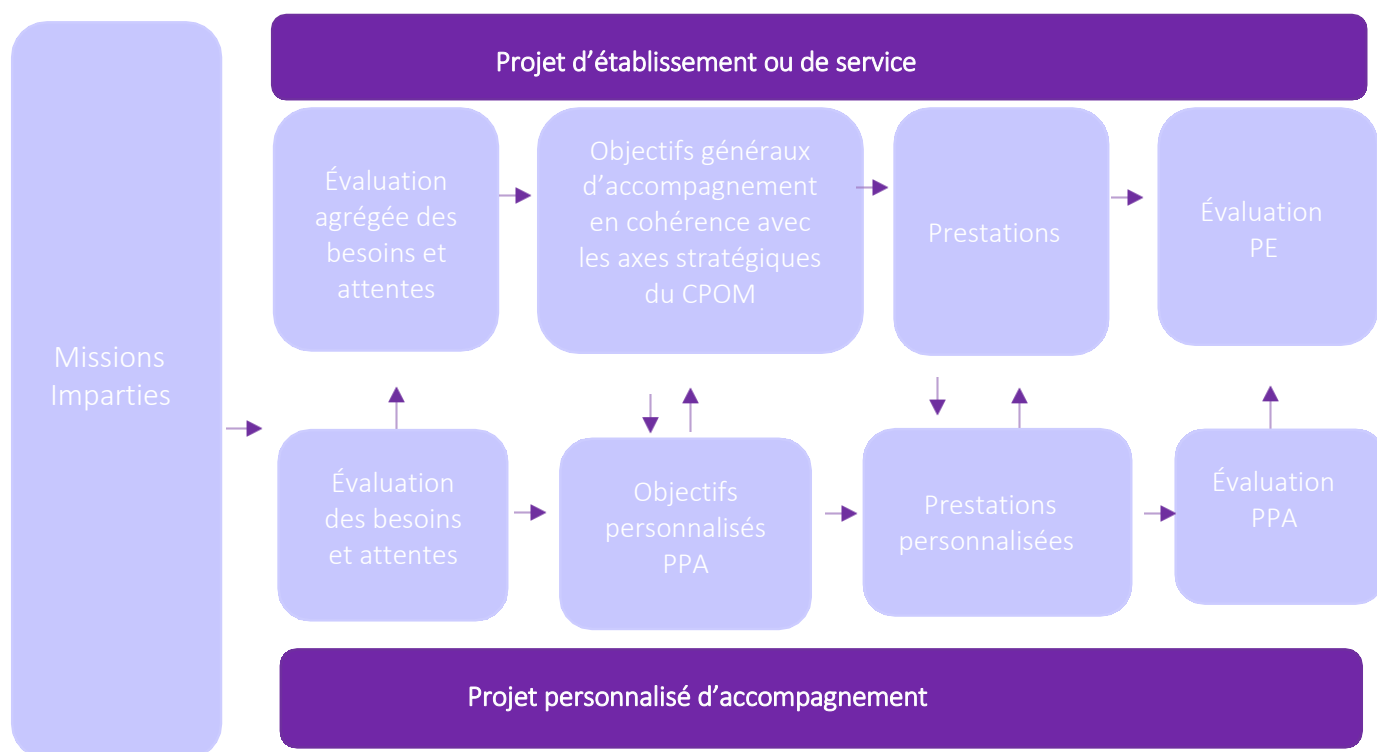 Projet d’établissement ou de service
Missions
Imparties
Évaluation
agrégée des
besoins et
attentes
Objectifs généraux
d’accompagnement
en cohérence avec
les axes stratégiques
du CPOM
Prestations
Évaluation
PE
Évaluation
des besoins
et attentes
Objectifs
personnalisés
PPA
Prestations
personnalisées
Évaluation
PPA
Projet personnalisé d’accompagnement